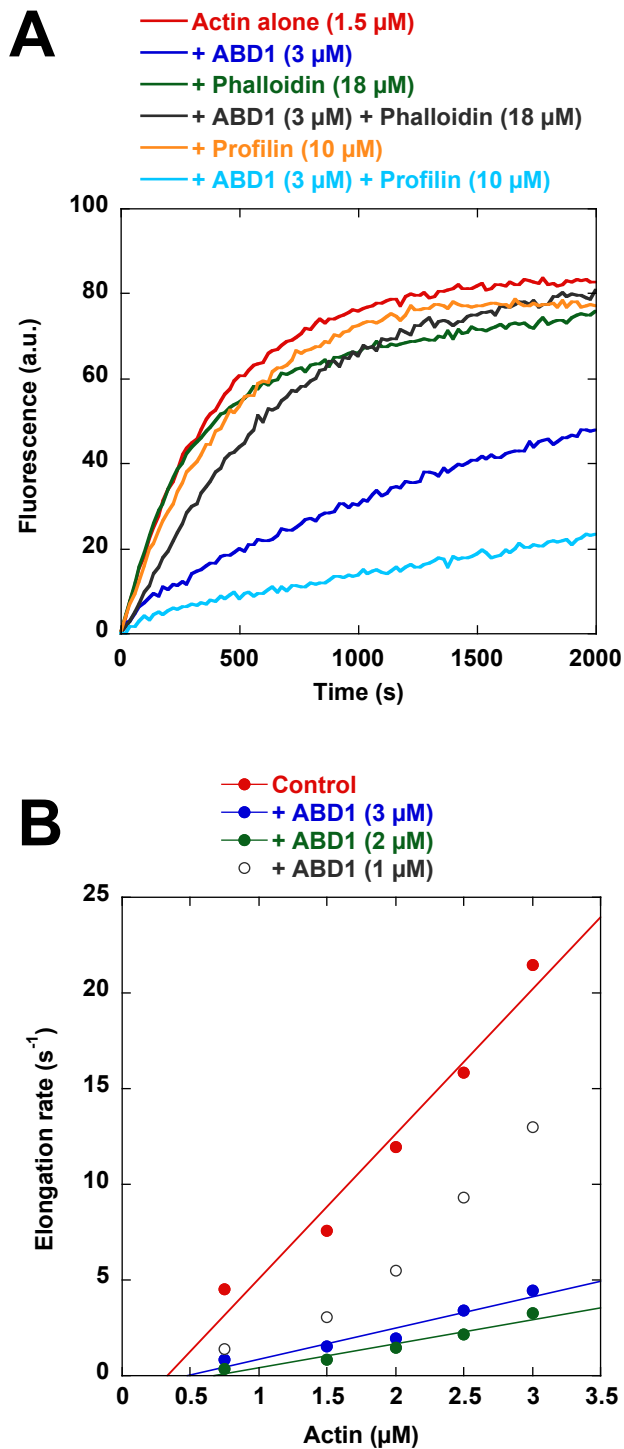 A
Actin alone (1.5 µM)
+ ABD1 (3 µM)
+ Phalloidin (18 µM)
+ ABD1 (3 µM) + Phalloidin (18 µM)
+ Profilin (10 µM)
+ ABD1 (3 µM) + Profilin (10 µM)
100
80
60
40
20
0
Fluorescence (a.u.)
0 500 1000 1500 2000
Time (s)
B
Control
+ ABD1 (3 µM)
+ ABD1 (2 µM)
+ ABD1 (1 µM)
25
20
15
10
5
0
Elongation rate (s⁻¹)
0 0.5 1 1.5 2 2.5 3 3.5
Actin (µM)